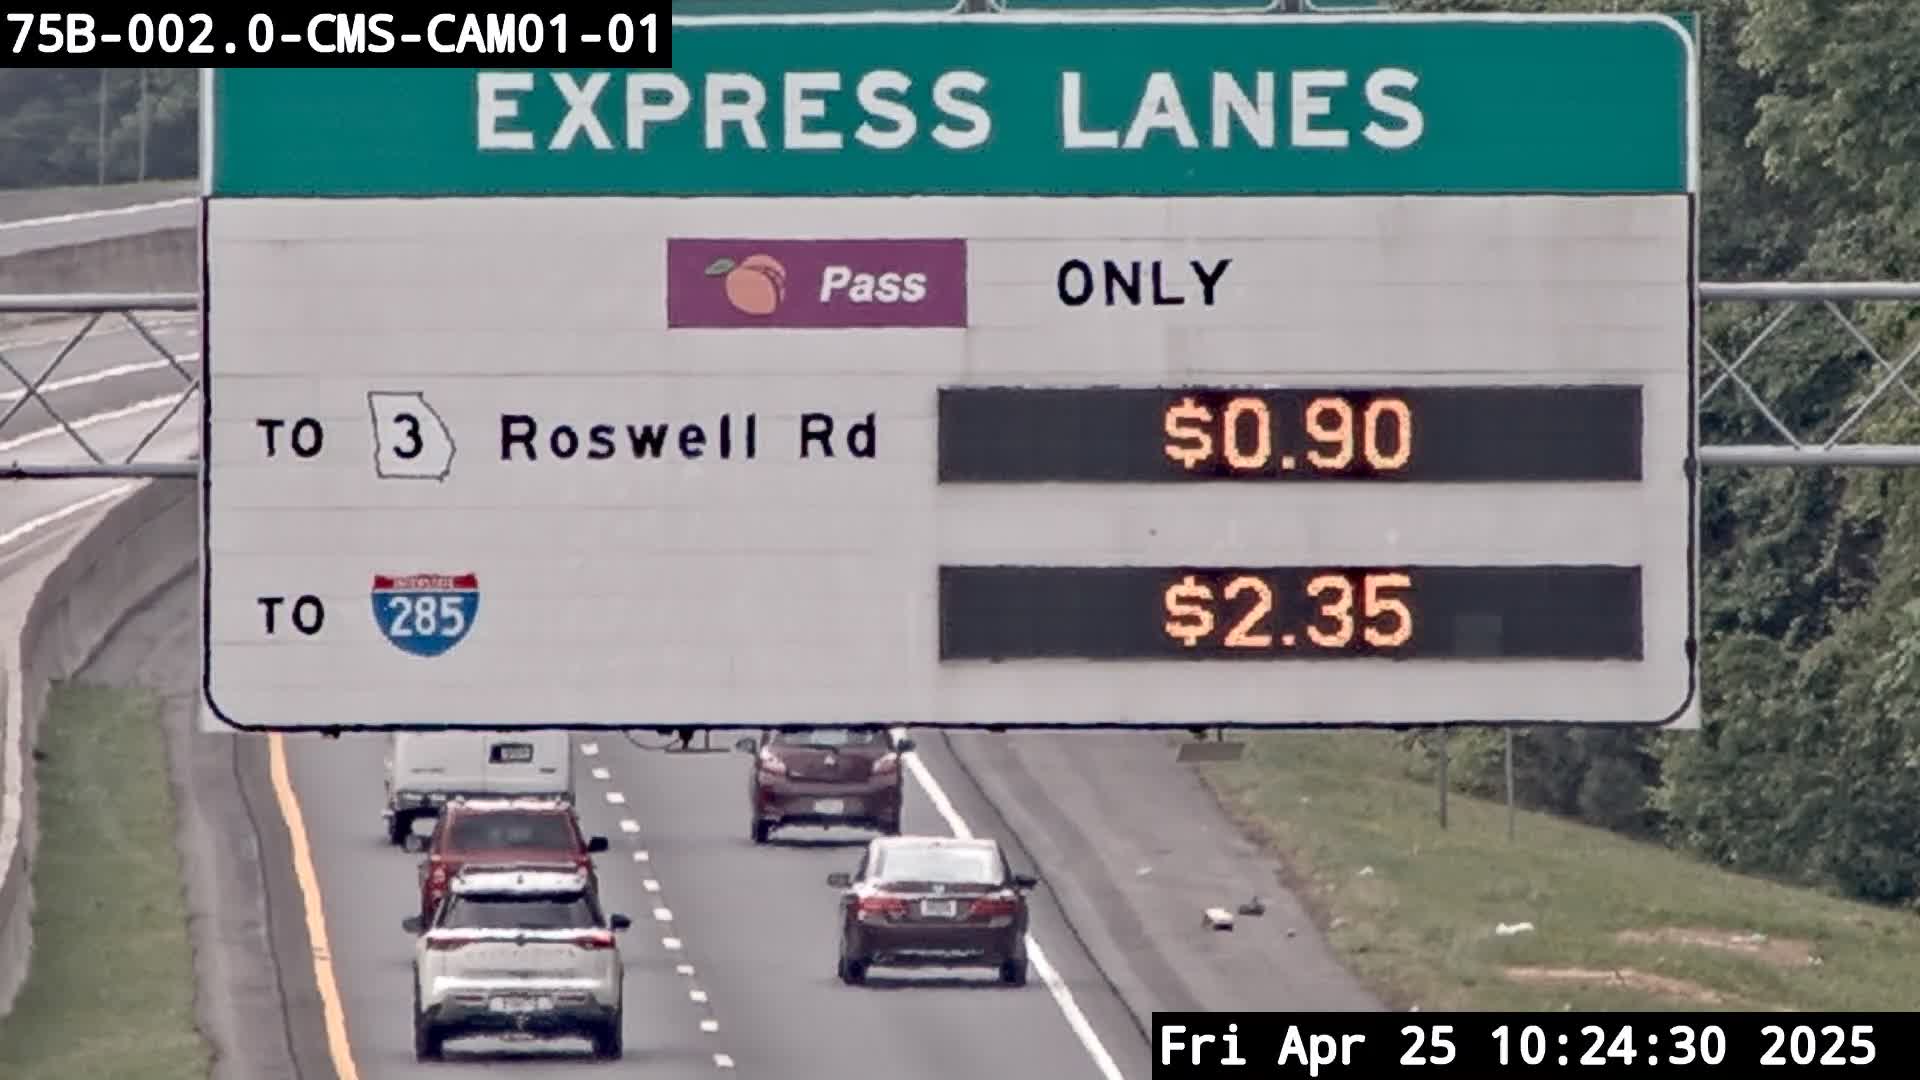 75B-002.0-CMS-CAM01-01
EXPRESS LANES
Pass ONLY
TO 3 Roswell Rd $0.90
INTERSTATE
TO 285 $2.35
Fri Apr 25 10:24:30 2025